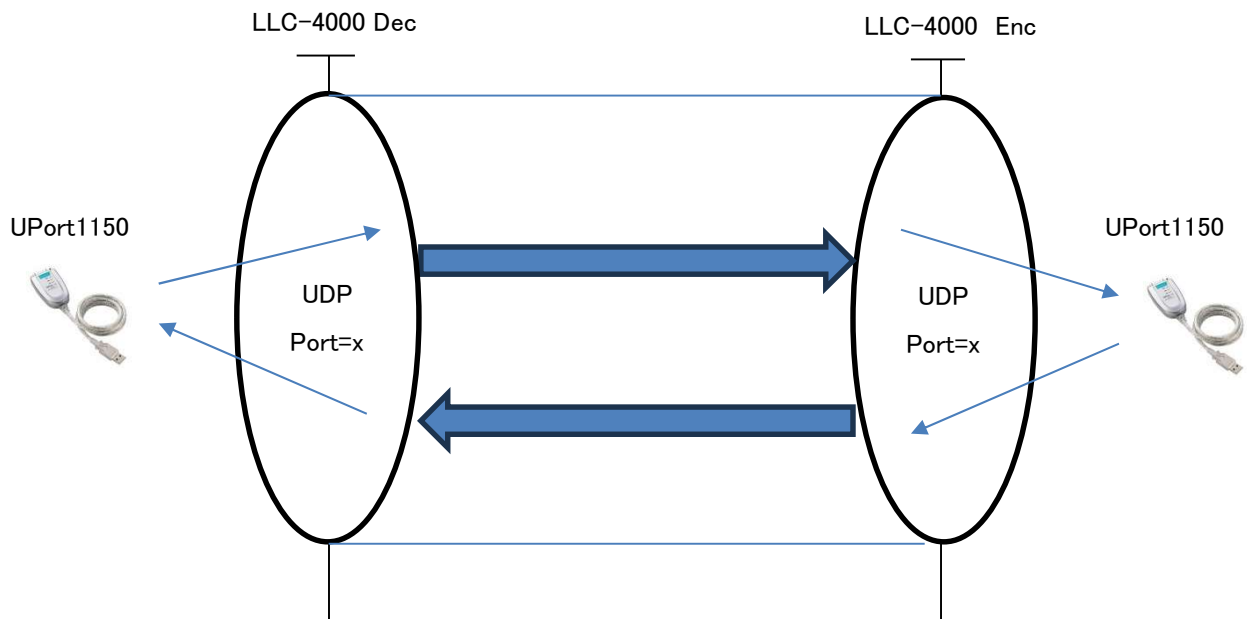 LLC-4000 Dec
LLC-4000 Enc
UPort1150
UPort1150
UDP
Port=x
UDP
Port=x